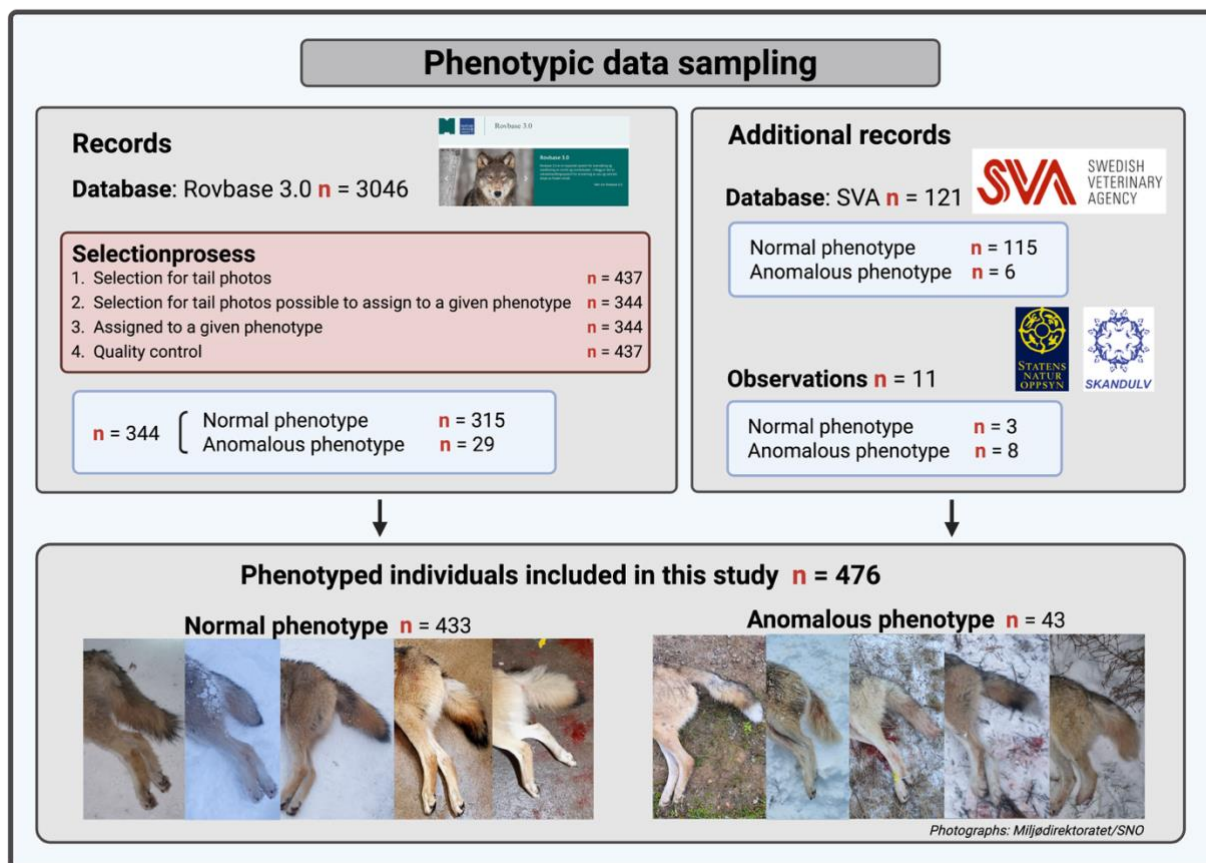 Phenotypic data sampling
Records
Rovbase 3.0
Rovbase 3.0
Database: Rovbase 3.0 n = 3046
Selectionprosess
1. Selection for tail photos n = 437
2. Selection for tail photos possible to assign to a given phenotype n = 344
3. Assigned to a given phenotype n = 344
4. Quality control n = 437
n = 344
Normal phenotype n = 315
Anomalous phenotype n = 29
Additional records
SVA SWEDISH
VETERINARY
AGENCY
Database: SVA n = 121
Normal phenotype n = 115
Anomalous phenotype n = 6
STATENS
NATUR
OPPSYN
SKANDULV
Observations n = 11
Normal phenotype n = 3
Anomalous phenotype n = 8
Phenotyped individuals included in this study n = 476
Normal phenotype n = 433
Anomalous phenotype n = 43
Photographs: Miljødirektoratet/SNO